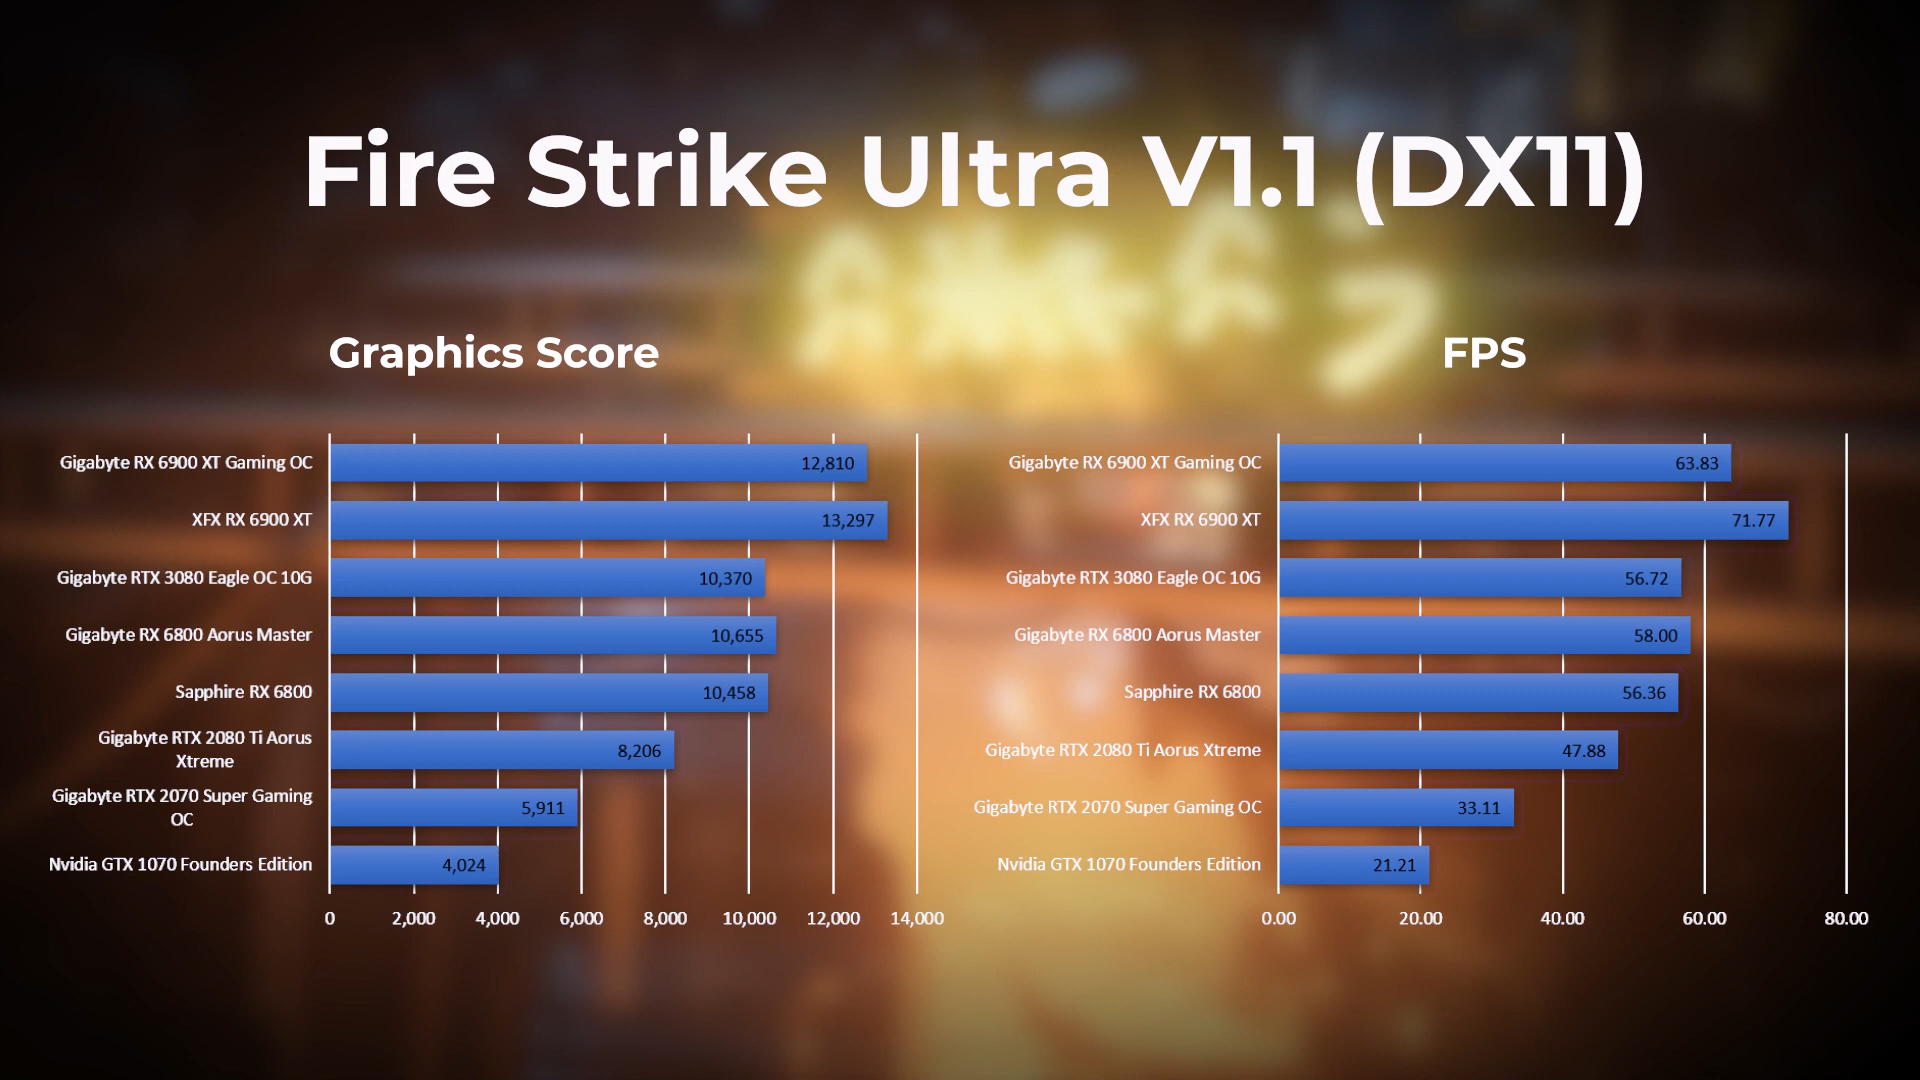 Fire Strike Ultra V1.1 (DX11)
Graphics Score
Gigabyte RX 6900 XT Gaming OC
12,810
XFX RX 6900 XT
13,297
Gigabyte RTX 3080 Eagle OC 10G
10,370
Gigabyte RX 6800 Aorus Master
10,655
Sapphire RX 6800
10,458
Gigabyte RTX 2080 Ti Aorus
Xtreme
8,206
Gigabyte RTX 2070 Super Gaming
OC
5,911
Nvidia GTX 1070 Founders Edition
4,024
0 2,000 4,000 6,000 8,000 10,000 12,000 14,000
FPS
Gigabyte RX 6900 XT Gaming OC
63.83
XFX RX 6900 XT
71.77
Gigabyte RTX 3080 Eagle OC 10G
56.72
Gigabyte RX 6800 Aorus Master
58.00
Sapphire RX 6800
56.36
Gigabyte RTX 2080 Ti Aorus Xtreme
47.88
Gigabyte RTX 2070 Super Gaming OC
33.11
Nvidia GTX 1070 Founders Edition
21.21
0.00 20.00 40.00 60.00 80.00